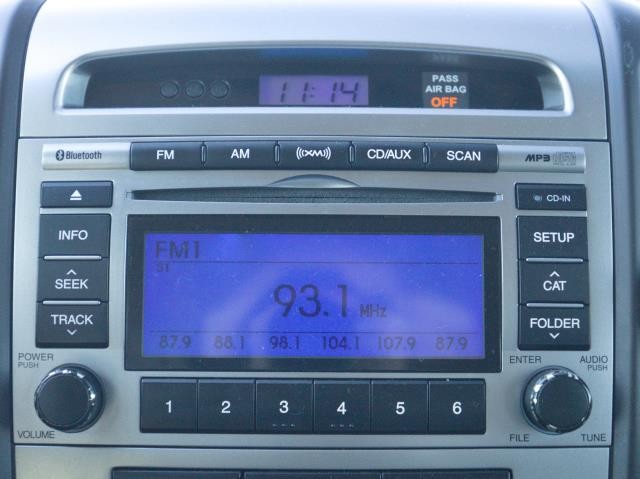 11:14
PASS
AIR BAG
OFF
Bluetooth
FM
AM
((XM))
CD/AUX
SCAN
MP3
CD-IN
INFO
SEEK
TRACK
FM1
ST
93.1 MHz
87.9 88.1 98.1 104.1 107.9 87.9
SETUP
CAT
FOLDER
POWER
PUSH
VOLUME
1 2 3 4 5 6
ENTER
AUDIO
PUSH
FILE
TUNE